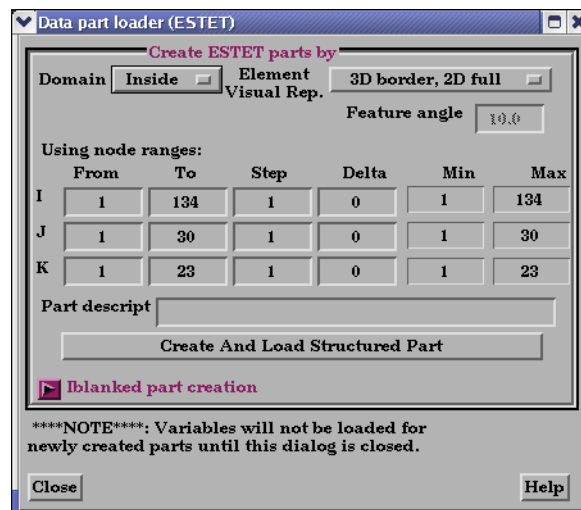 Data part loader (ESTET)
Create ESTET parts by
Domain Inside Element Visual Rep. 3D border, 2D full
Feature angle 10.0
Using node ranges:
From To Step Delta Min Max
I 1 134 1 0 1 134
J 1 30 1 0 1 30
K 1 23 1 0 1 23
Part descript
Create And Load Structured Part
Iblanked part creation
****NOTE****: Variables will not be loaded for
newly created parts until this dialog is closed.
Close Help